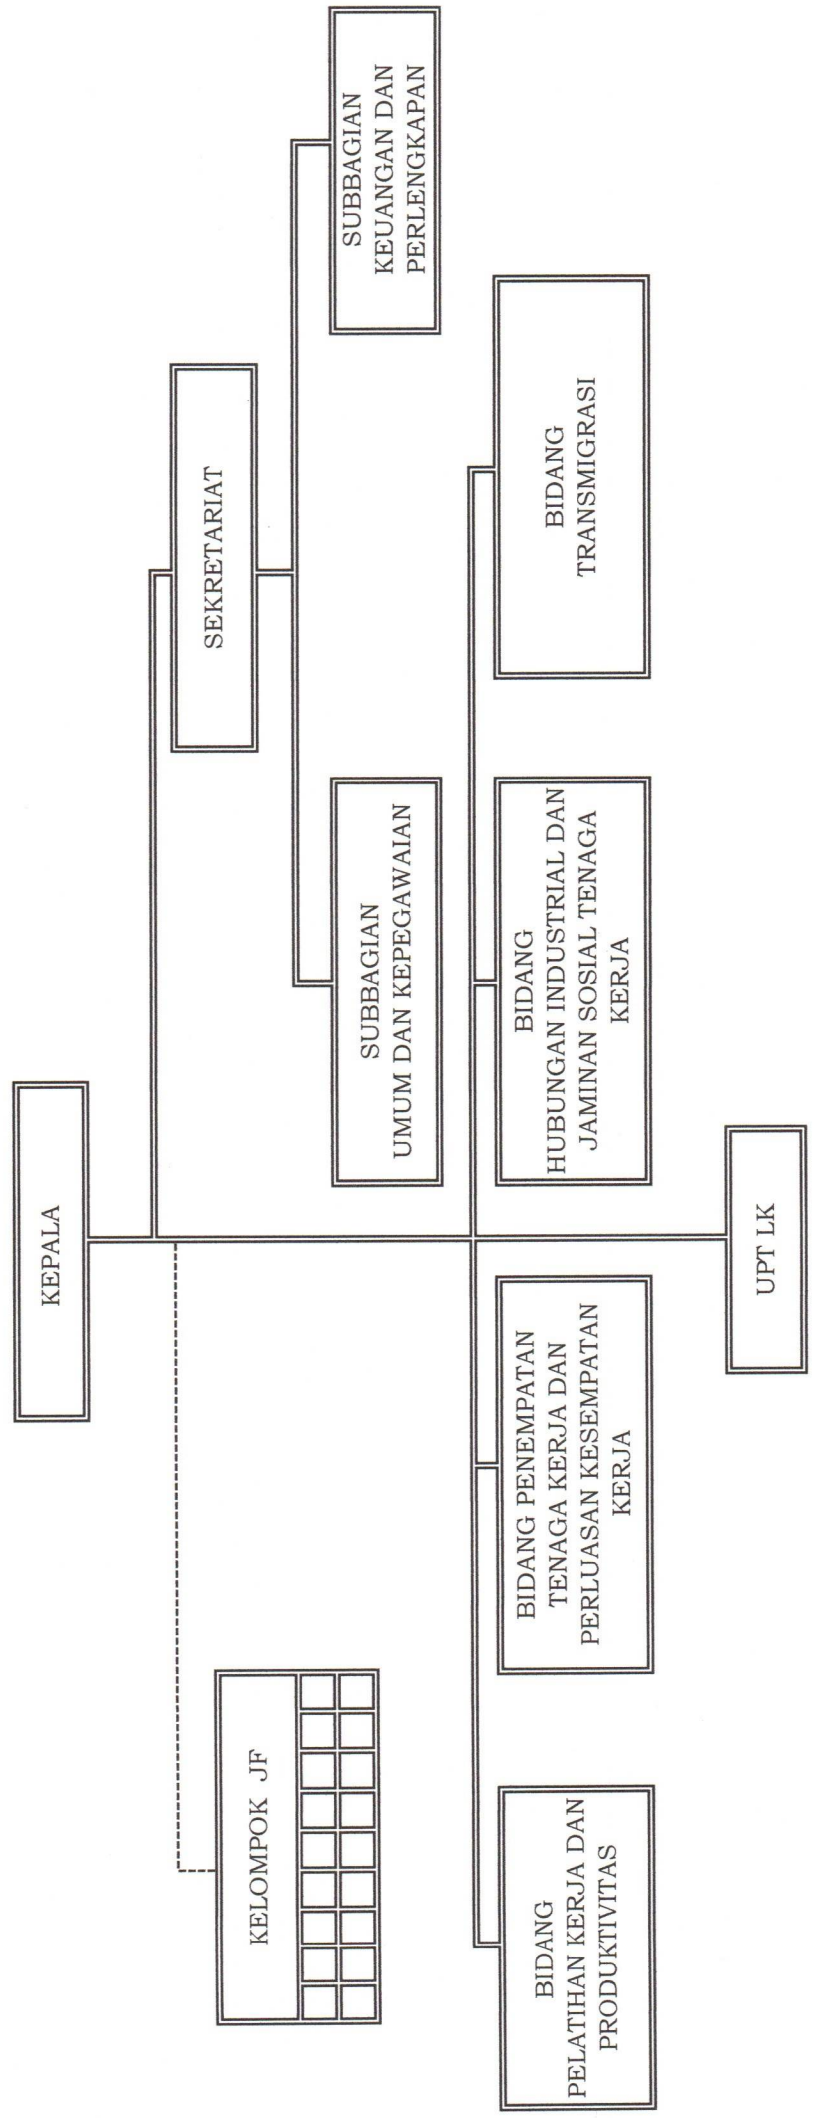 KEPALA
SEKRETARIAT
KELOMPOK JF
SUBBAGIAN
UMUM DAN KEPEGAWAIAN
SUBBAGIAN
KEUANGAN DAN
PERLENGKAPAN
BIDANG
PELATIHAN KERJA DAN
PRODUKTIVITAS
BIDANG PENEMPATAN
TENAGA KERJA DAN
PERLUASAN KESEMPATAN
KERJA
BIDANG
HUBUNGAN INDUSTRIAL DAN
JAMINAN SOSIAL TENAGA
KERJA
BIDANG
TRANSMIGRASI
UPT LK